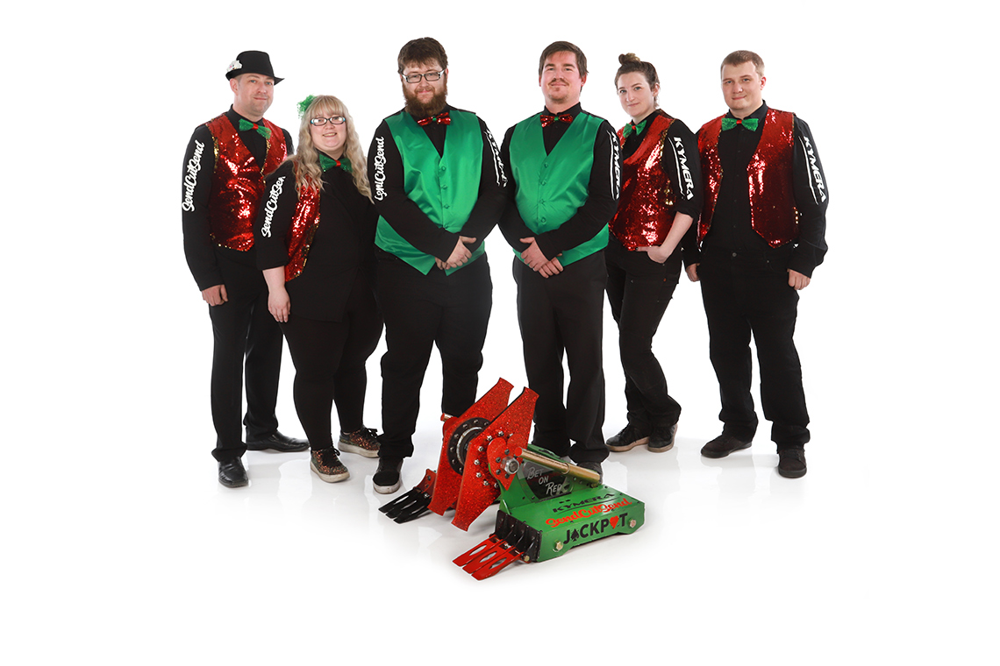 SendCutSend
SendCutSend
SendCutSend
KYMERA
KYMERA
KYMERA
BET
ON
RED
KYMERA
SendCutSend
JACKPOT